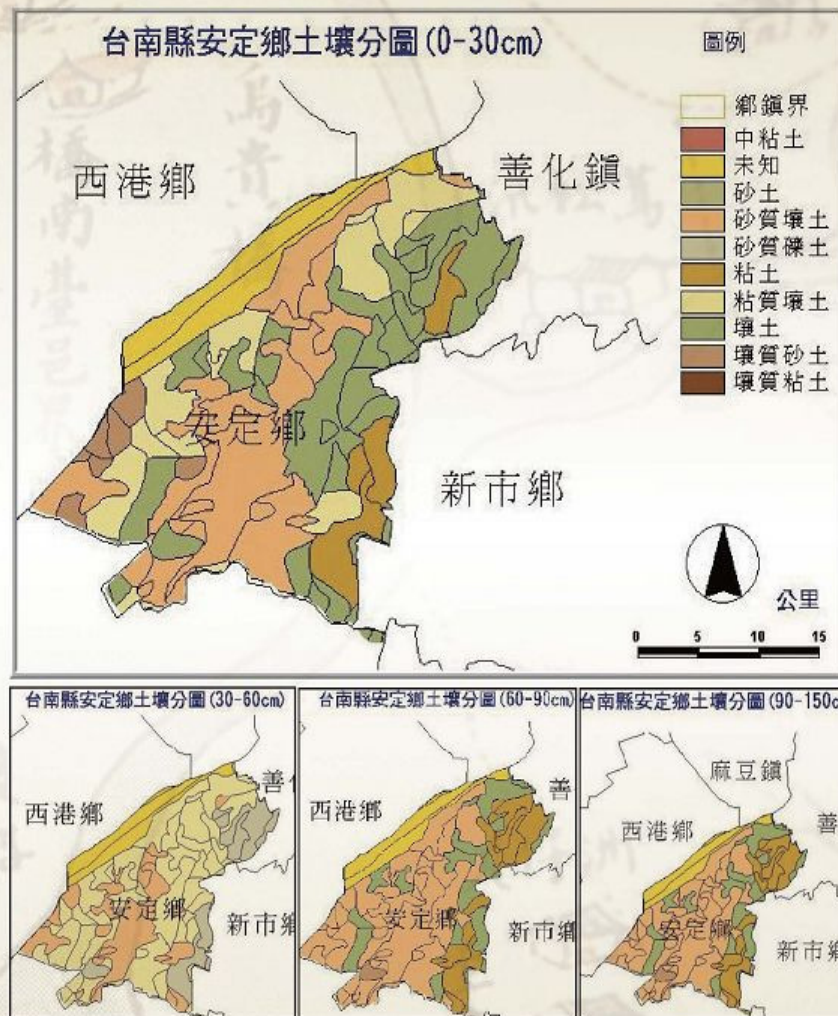 台南縣安定鄉土壤分圖(0-30cm)
圖例
鄉鎮界
中粘土
未知
砂土
砂質壤土
砂質礫土
粘土
粘質壤土
壤土
壤質砂土
壤質粘土
西港鄉
善化鎮
安定鄉
新市鄉
公里
0 5 10 15
台南縣安定鄉土壤分圖(30-60cm)
西港鄉
善
安定鄉
新市鄉
台南縣安定鄉土壤分圖(60-90cm)
西港鄉
善
安定鄉
新市鄉
台南縣安定鄉土壤分圖(90-150c
麻豆鎮
西港鄉
善
安定鄉
新市鄉